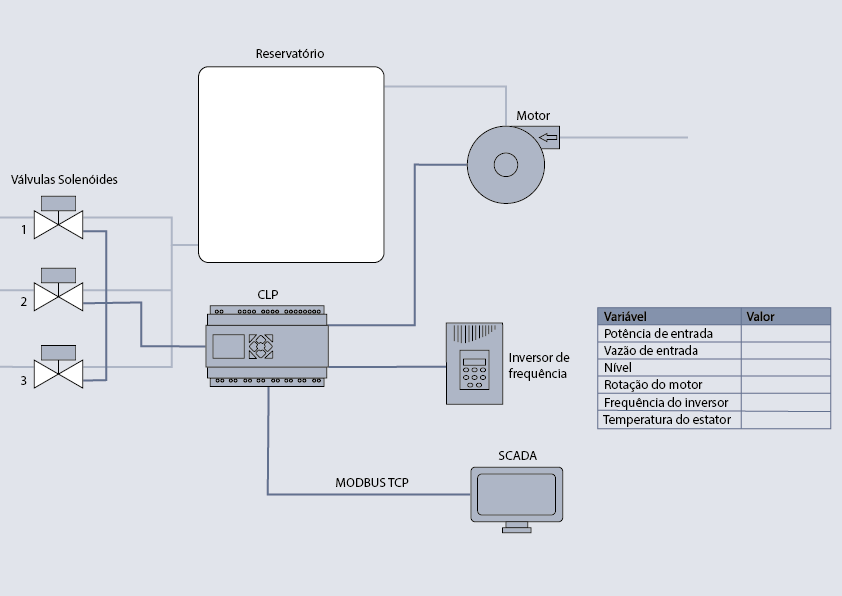 Reservatório
Motor
Válvulas Solenóides
1
2
3
CLP
Inversor de
frequência
Variável Valor
Potência de entrada
Vazão de entrada
Nível
Rotação do motor
Frequência do inversor
Temperatura do estator
SCADA
MODBUS TCP